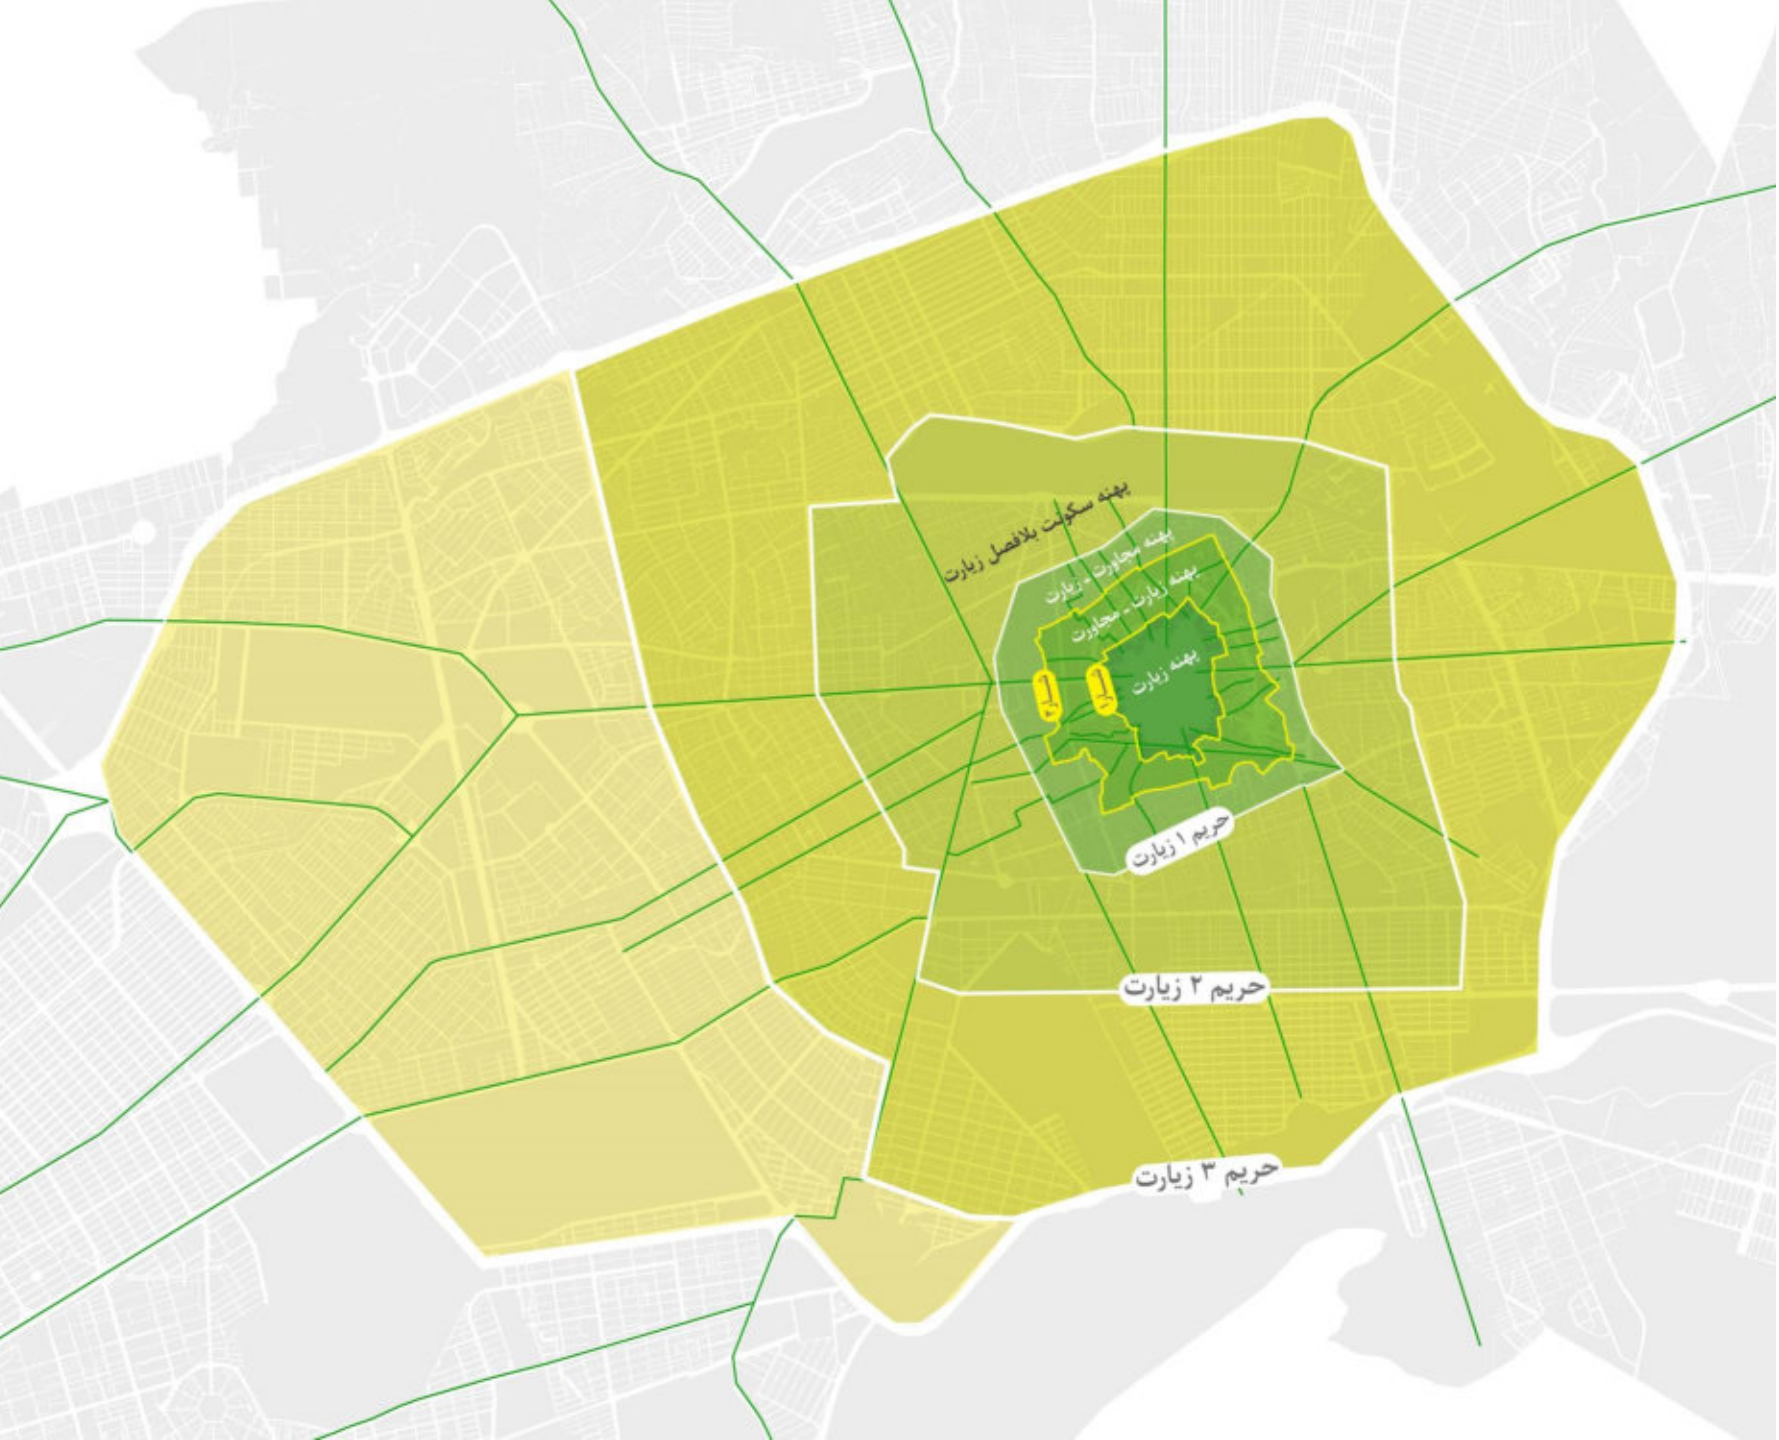 پهنه سکونت بلافصل زیارت
پهنه مجاورت - زیارت
پهنه زیارت - مجاورت
پهنه زیارت
حریم ۱ زیارت
حریم ۲ زیارت
حریم ۳ زیارت